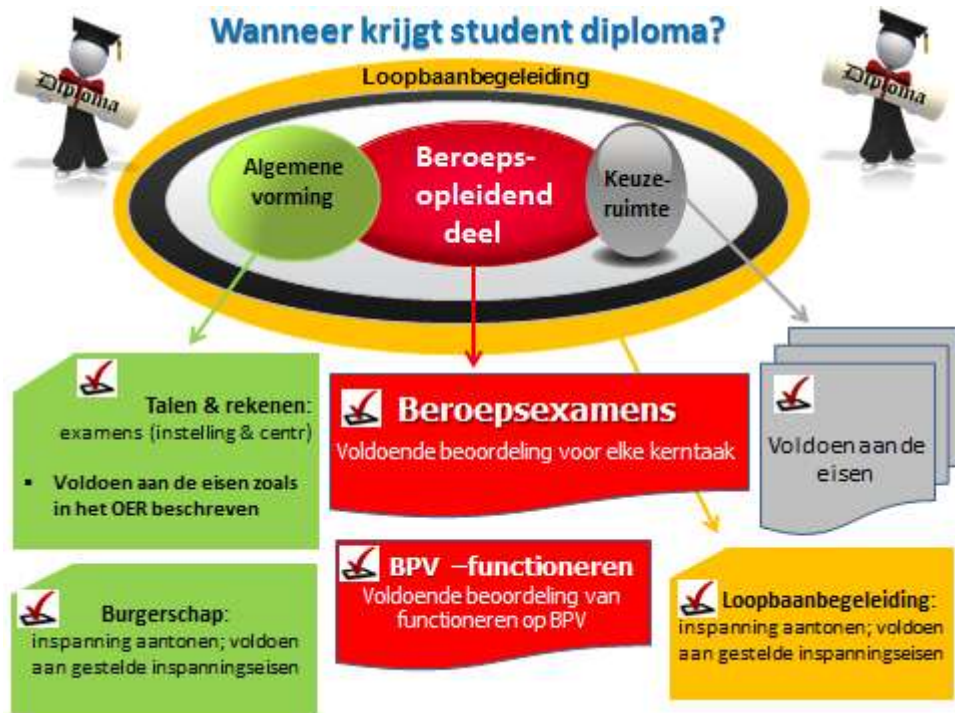 Wanneer krijgt student diploma?
Diploma
Diploma
Loopbaanbegeleiding
Algemene
vorming
Beroeps-
opleidend
deel
Keuze-
ruimte
Talen & rekenen:
examens (instelling & centr)
▪ Voldoen aan de eisen zoals
in het OER beschreven
Beroepsexamens
Voldoende beoordeling voor elke kerntaak
Voldoen aan de
eisen
Burgerschap:
inspanning aantonen; voldoen
aan gestelde inspanningseisen
BPV –functioneren
Voldoende beoordeling van
functioneren op BPV
Loopbaanbegeleiding:
inspanning aantonen; voldoen
aan gestelde inspanningseisen